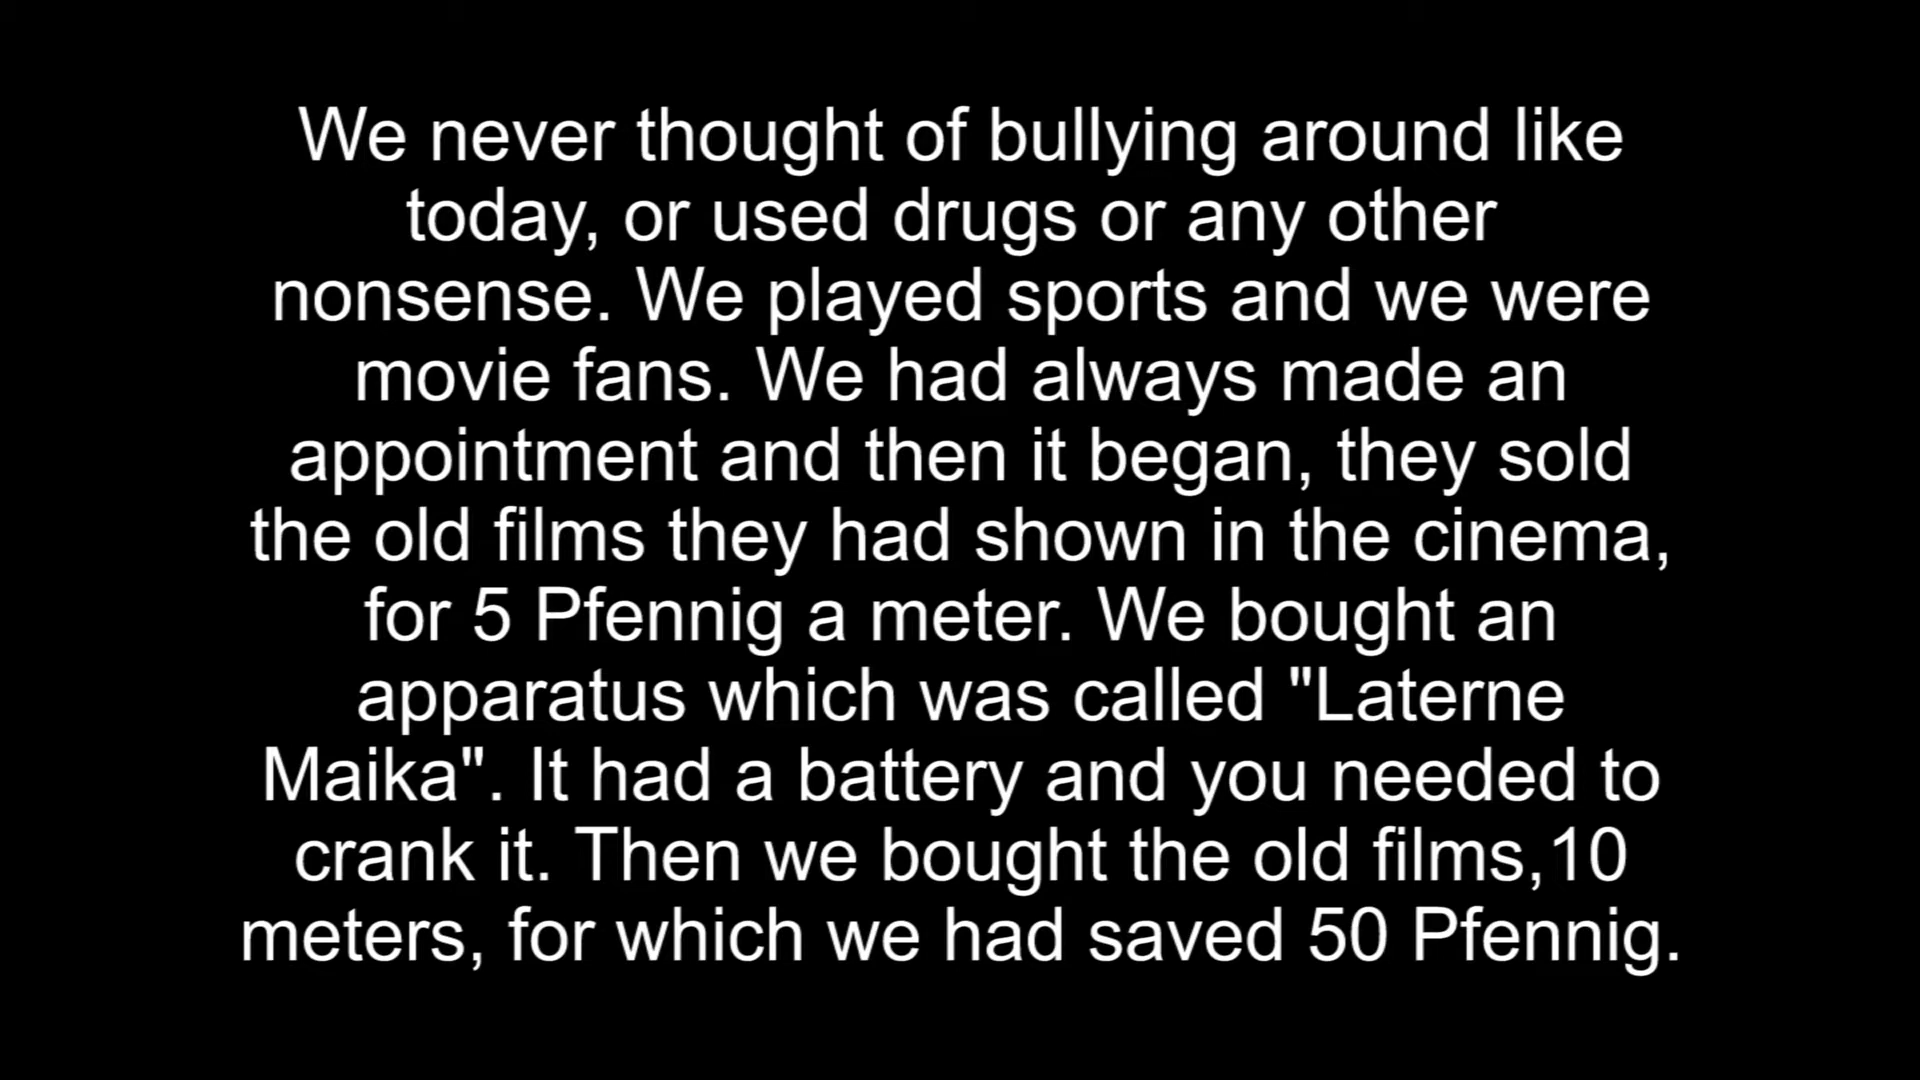 We never thought of bullying around like
today, or used drugs or any other
nonsense. We played sports and we were
movie fans. We had always made an
appointment and then it began, they sold
the old films they had shown in the cinema,
for 5 Pfennig a meter. We bought an
apparatus which was called "Laterne
Maika". It had a battery and you needed to
crank it. Then we bought the old films,10
meters, for which we had saved 50 Pfennig.